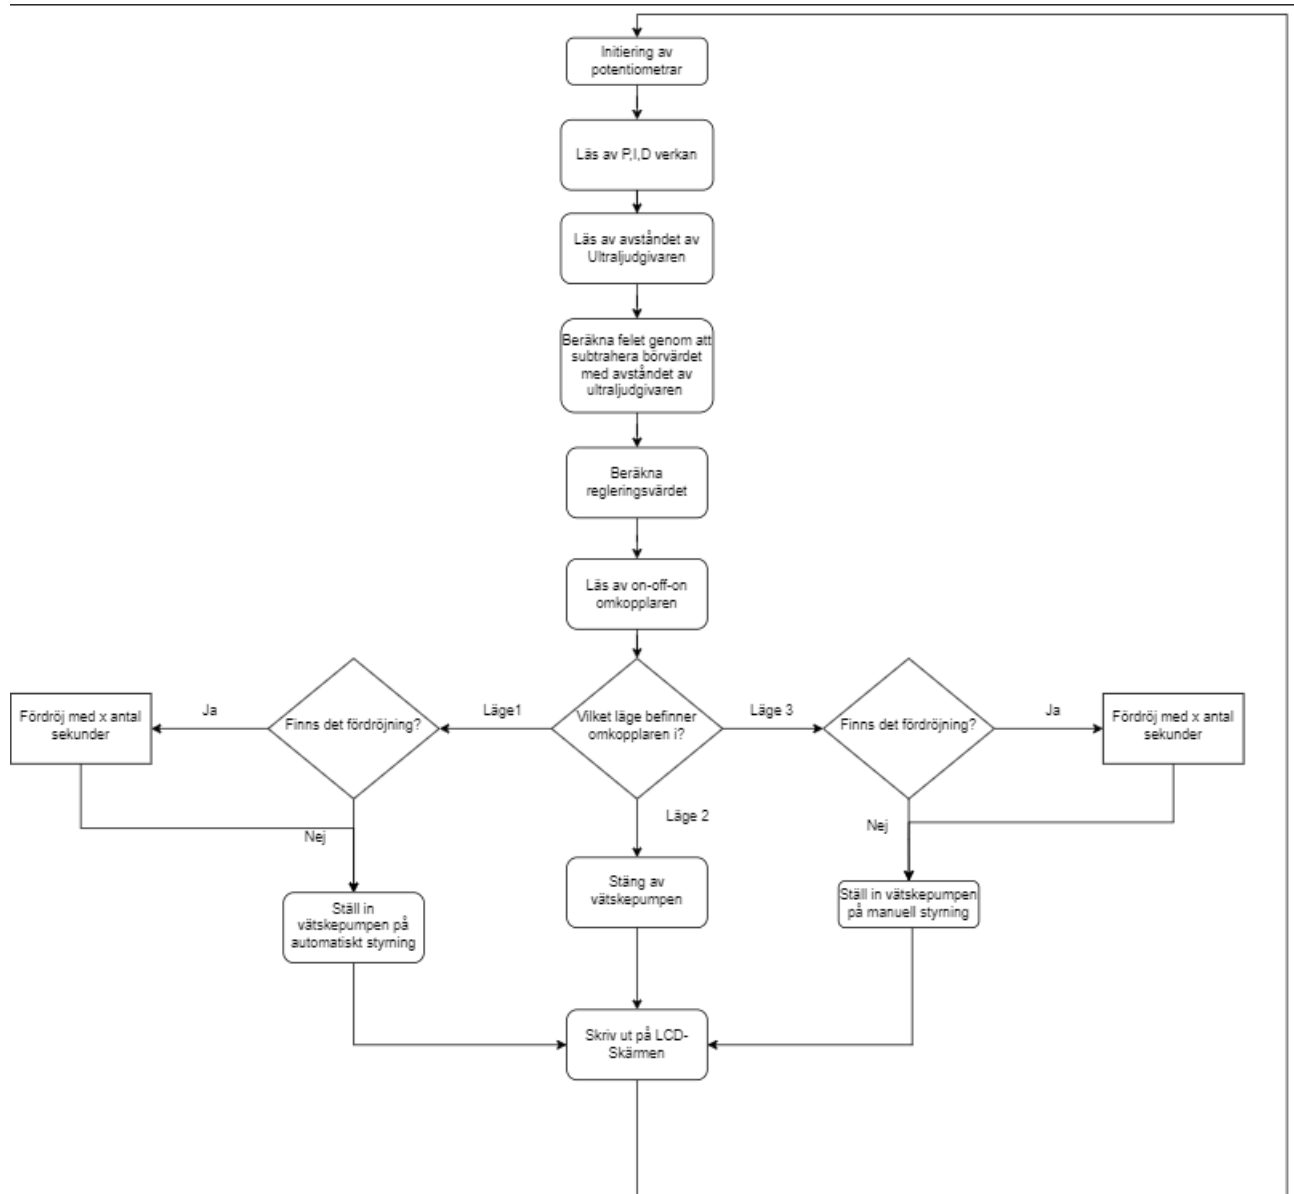 Initiering av
potentiometrar
Läs av P,I,D verkan
Läs av avståndet av
Ultraljudgivaren
Beräkna felet genom att
subtrahera börvärdet
med avståndet av
ultraljudgivaren
Beräkna
regleringsvärdet
Läs av on-off-on
omkopplaren
Fördröj med x antal
sekunder
Ja
Finns det fördröjning?
Läge1
Vilket läge befinner
omkopplaren i?
Läge 3
Finns det fördröjning?
Ja
Fördröj med x antal
sekunder
Nej
Läge 2
Nej
Ställ in
vätskepumpen på
automatiskt styrning
Stäng av
vätskepumpen
Ställ in vätskepumpen
på manuell styrning
Skriv ut på LCD-
Skärmen